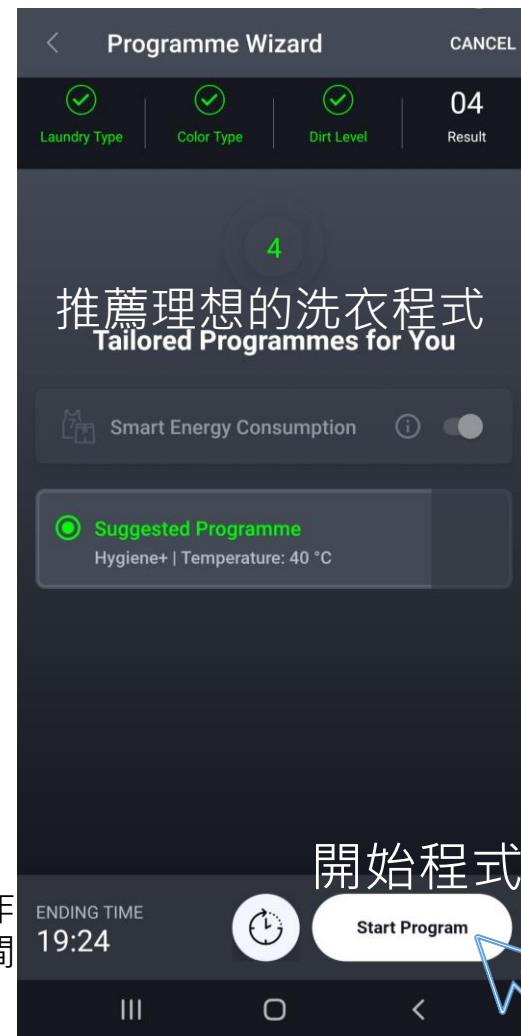 Programme Wizard
CANCEL
Laundry Type
Color Type
Dirt Level
04
Result
4
推薦理想的洗衣程式
Tailored Programmes for You
Smart Energy Consumption
Suggested Programme
Hygiene+ | Temperature: 40 °C
開始程式
ENDING TIME
19:24
Start Program